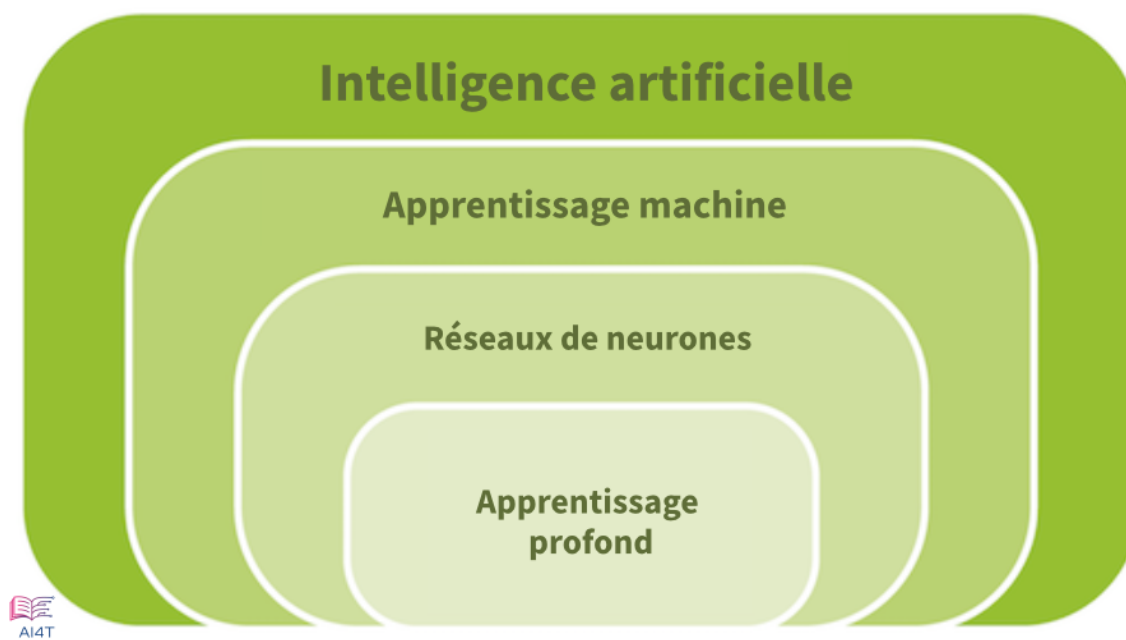 Intelligence artificielle
Apprentissage machine
Réseaux de neurones
Apprentissage
profond
AI4T